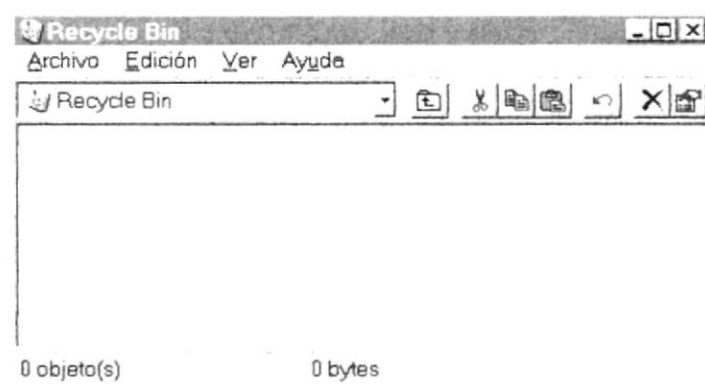 Recycle Bin
Archivo Edición Ver Ayuda
Recycle Bin
0 objeto(s) 0 bytes